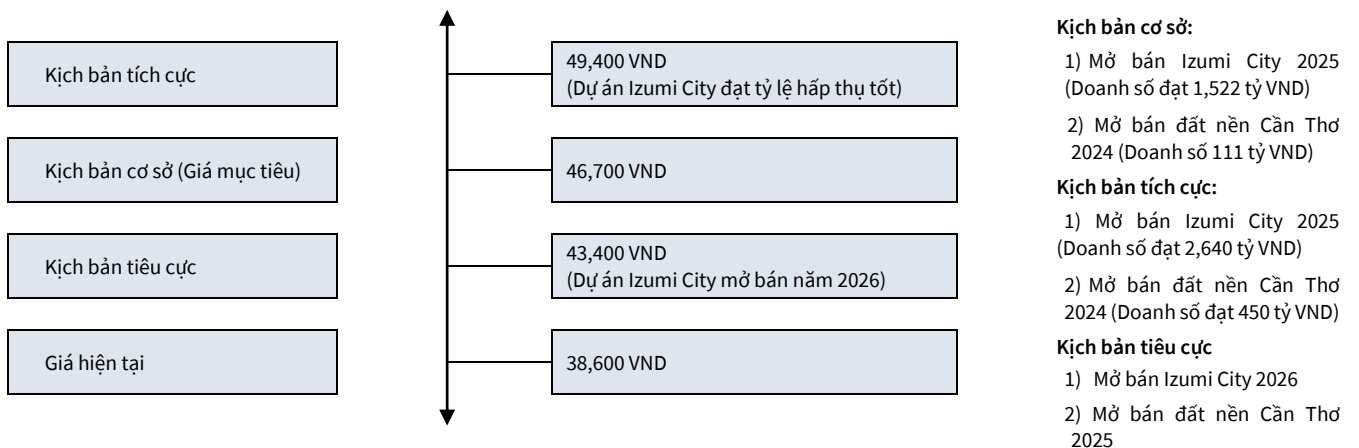 Kịch bản tích cực
49,400 VND
(Dự án Izumi City đạt tỷ lệ hấp thụ tốt)
Kịch bản cơ sở (Giá mục tiêu)
46,700 VND
Kịch bản tiêu cực
43,400 VND
(Dự án Izumi City mở bán năm 2026)
Giá hiện tại
38,600 VND
Kịch bản cơ sở:
1) Mở bán Izumi City 2025
(Doanh số đạt 1,522 tỷ VND)
2) Mở bán đất nền Cần Thơ
2024 (Doanh số 111 tỷ VND)
Kịch bản tích cực:
1) Mở bán Izumi City 2025
(Doanh số đạt 2,640 tỷ VND)
2) Mở bán đất nền Cần Thơ
2024 (Doanh số đạt 450 tỷ VND)
Kịch bản tiêu cực
1) Mở bán Izumi City 2026
2) Mở bán đất nền Cần Thơ
2025